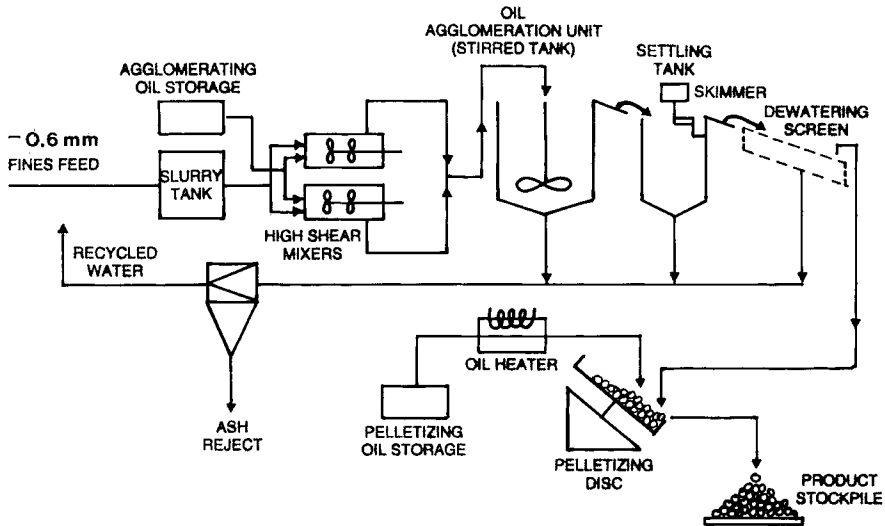 OIL
AGGLOMERATION UNIT
(STIRRED TANK)
SETTLING
TANK
SKIMMER
DEWATERING
SCREEN
AGGLOMERATING
OIL STORAGE
– 0.6 mm
FINES FEED
SLURRY
TANK
HIGH SHEAR
MIXERS
RECYCLED
WATER
ASH
REJECT
OIL HEATER
PELLETIZING
OIL STORAGE
PELLETIZING
DISC
PRODUCT
STOCKPILE